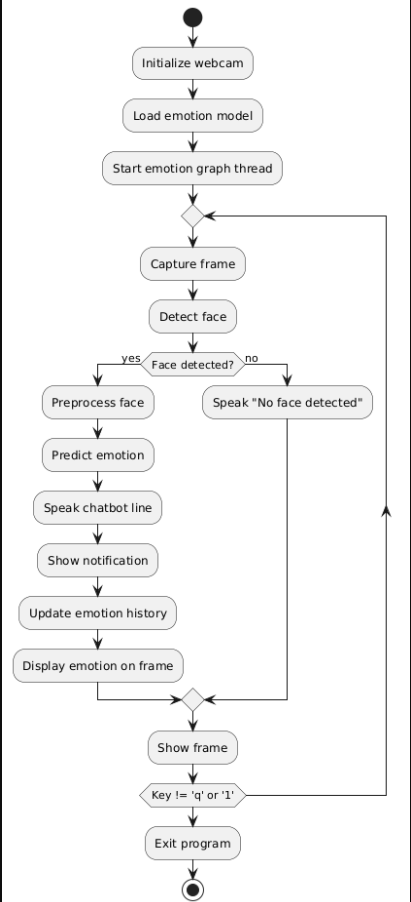 Initialize webcam
Load emotion model
Start emotion graph thread
Capture frame
Detect face
yes
Face detected?
no
Preprocess face
Speak "No face detected"
Predict emotion
Speak chatbot line
Show notification
Update emotion history
Display emotion on frame
Show frame
Key != 'q' or '1'
Exit program